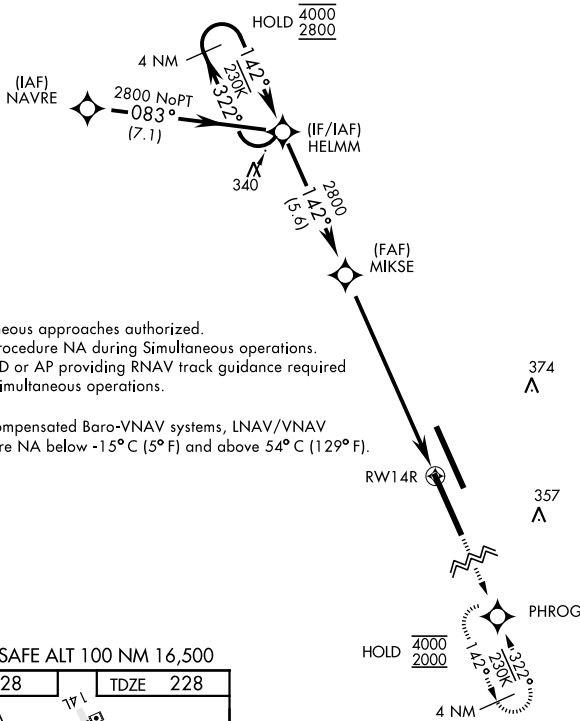 HOLD 4000
2800
4 NM
142°
230K
322°
(IAF)
NAVRE
2800 NoPT
083°
(7.1)
(IF/IAF)
HELMM
340
2800
142°
(5.6)
(FAF)
MIKSE
neous approaches authorized.
rocedure NA during Simultaneous operations.
D or AP providing RNAV track guidance required
imultaneous operations.
ompensated Baro-VNAV systems, LNAV/VNAV
re NA below -15°C (5°F) and above 54°C (129°F).
374
RW14R
357
PHROG
HOLD 4000
2000
142°
230K
322°
4 NM
SAFE ALT 100 NM 16,500
28
TDZE 228
14L